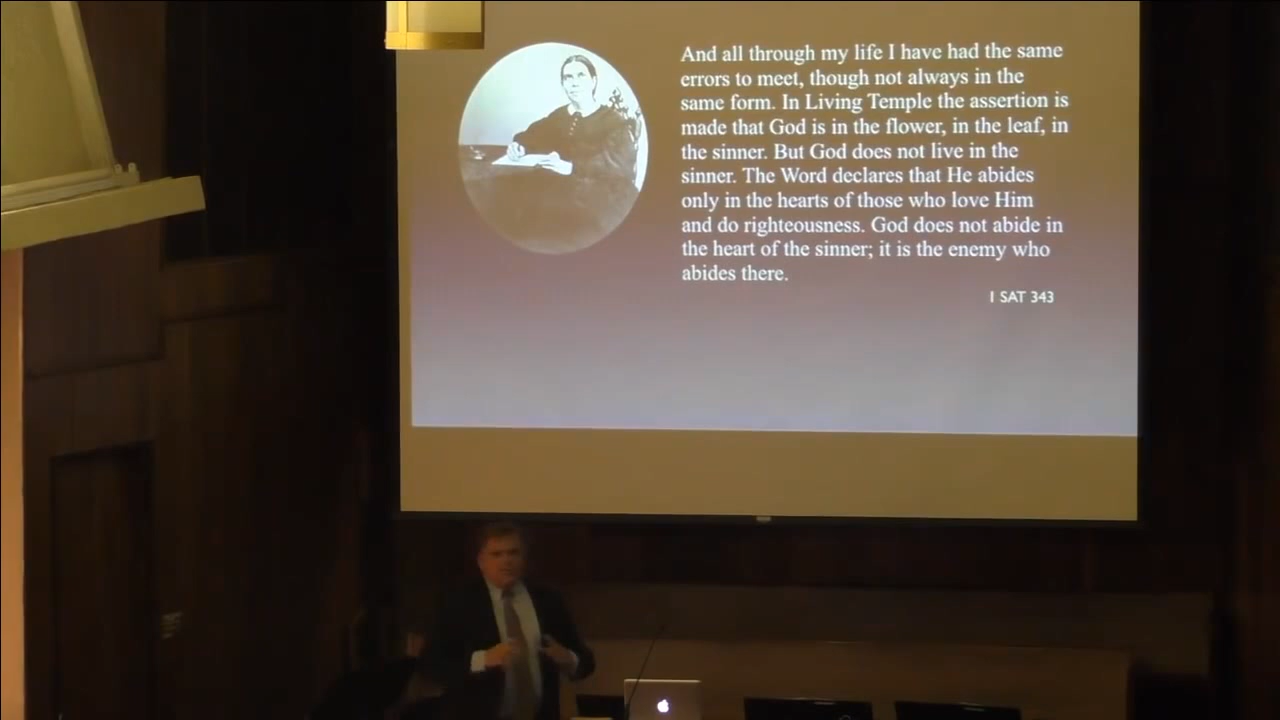 And all through my life I have had the same
errors to meet, though not always in the
same form. In Living Temple the assertion is
made that God is in the flower, in the leaf, in
the sinner. But God does not live in the
sinner. The Word declares that He abides
only in the hearts of those who love Him
and do righteousness. God does not abide in
the heart of the sinner; it is the enemy who
abides there.
1 SAT 343